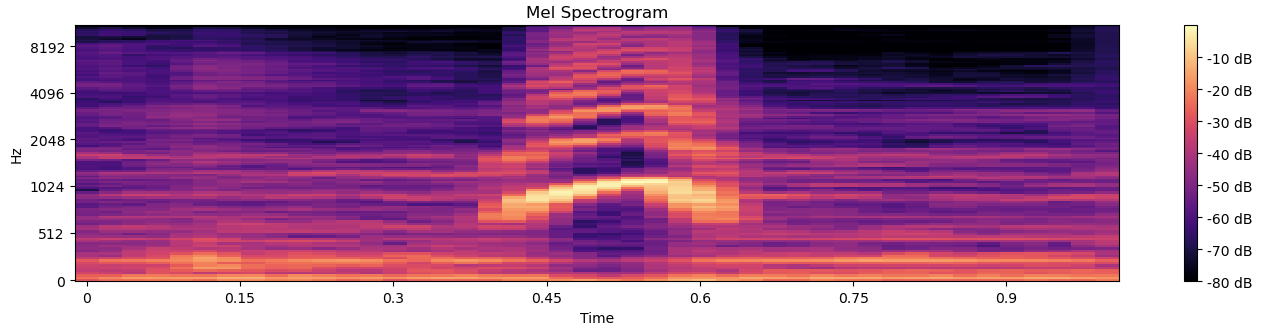 Mel Spectrogram
Hz
8192
4096
2048
1024
512
0
0 0.15 0.3 0.45 0.6 0.75 0.9
Time
-10 dB
-20 dB
-30 dB
-40 dB
-50 dB
-60 dB
-70 dB
-80 dB